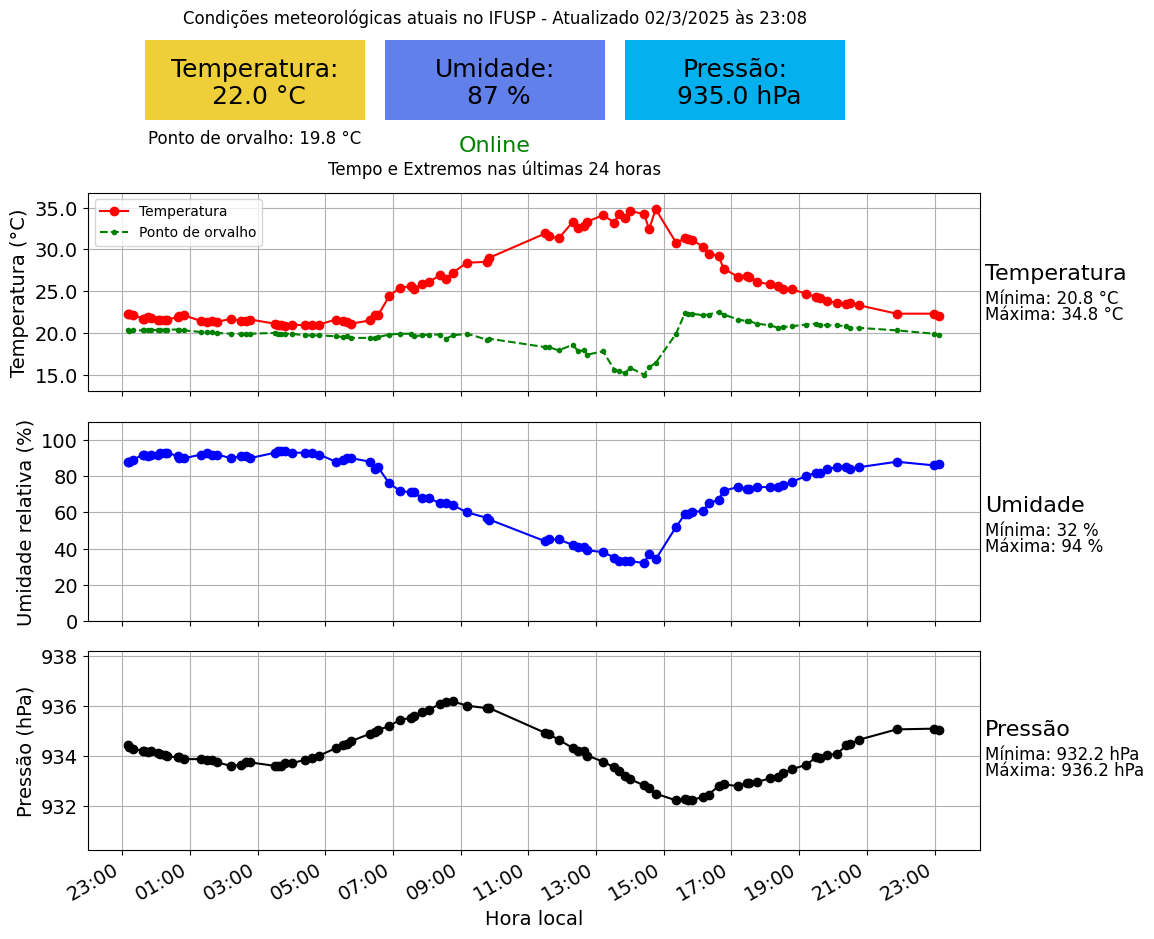 Condições meteorológicas atuais no IFUSP - Atualizado 02/3/2025 às 23:08
Temperatura:
22.0 °C
Umidade:
87 %
Pressão:
935.0 hPa
Ponto de orvalho: 19.8 °C
Online
Tempo e Extremos nas últimas 24 horas
Temperatura (°C)
35.0
30.0
25.0
20.0
15.0
Temperatura
Ponto de orvalho
Temperatura
Mínima: 20.8 °C
Máxima: 34.8 °C
Umidade relativa (%)
100
80
60
40
20
0
Umidade
Mínima: 32 %
Máxima: 94 %
Pressão (hPa)
938
936
934
932
Pressão
Mínima: 932.2 hPa
Máxima: 936.2 hPa
23:00
01:00
03:00
05:00
07:00
09:00
11:00
13:00
15:00
17:00
19:00
21:00
23:00
Hora local